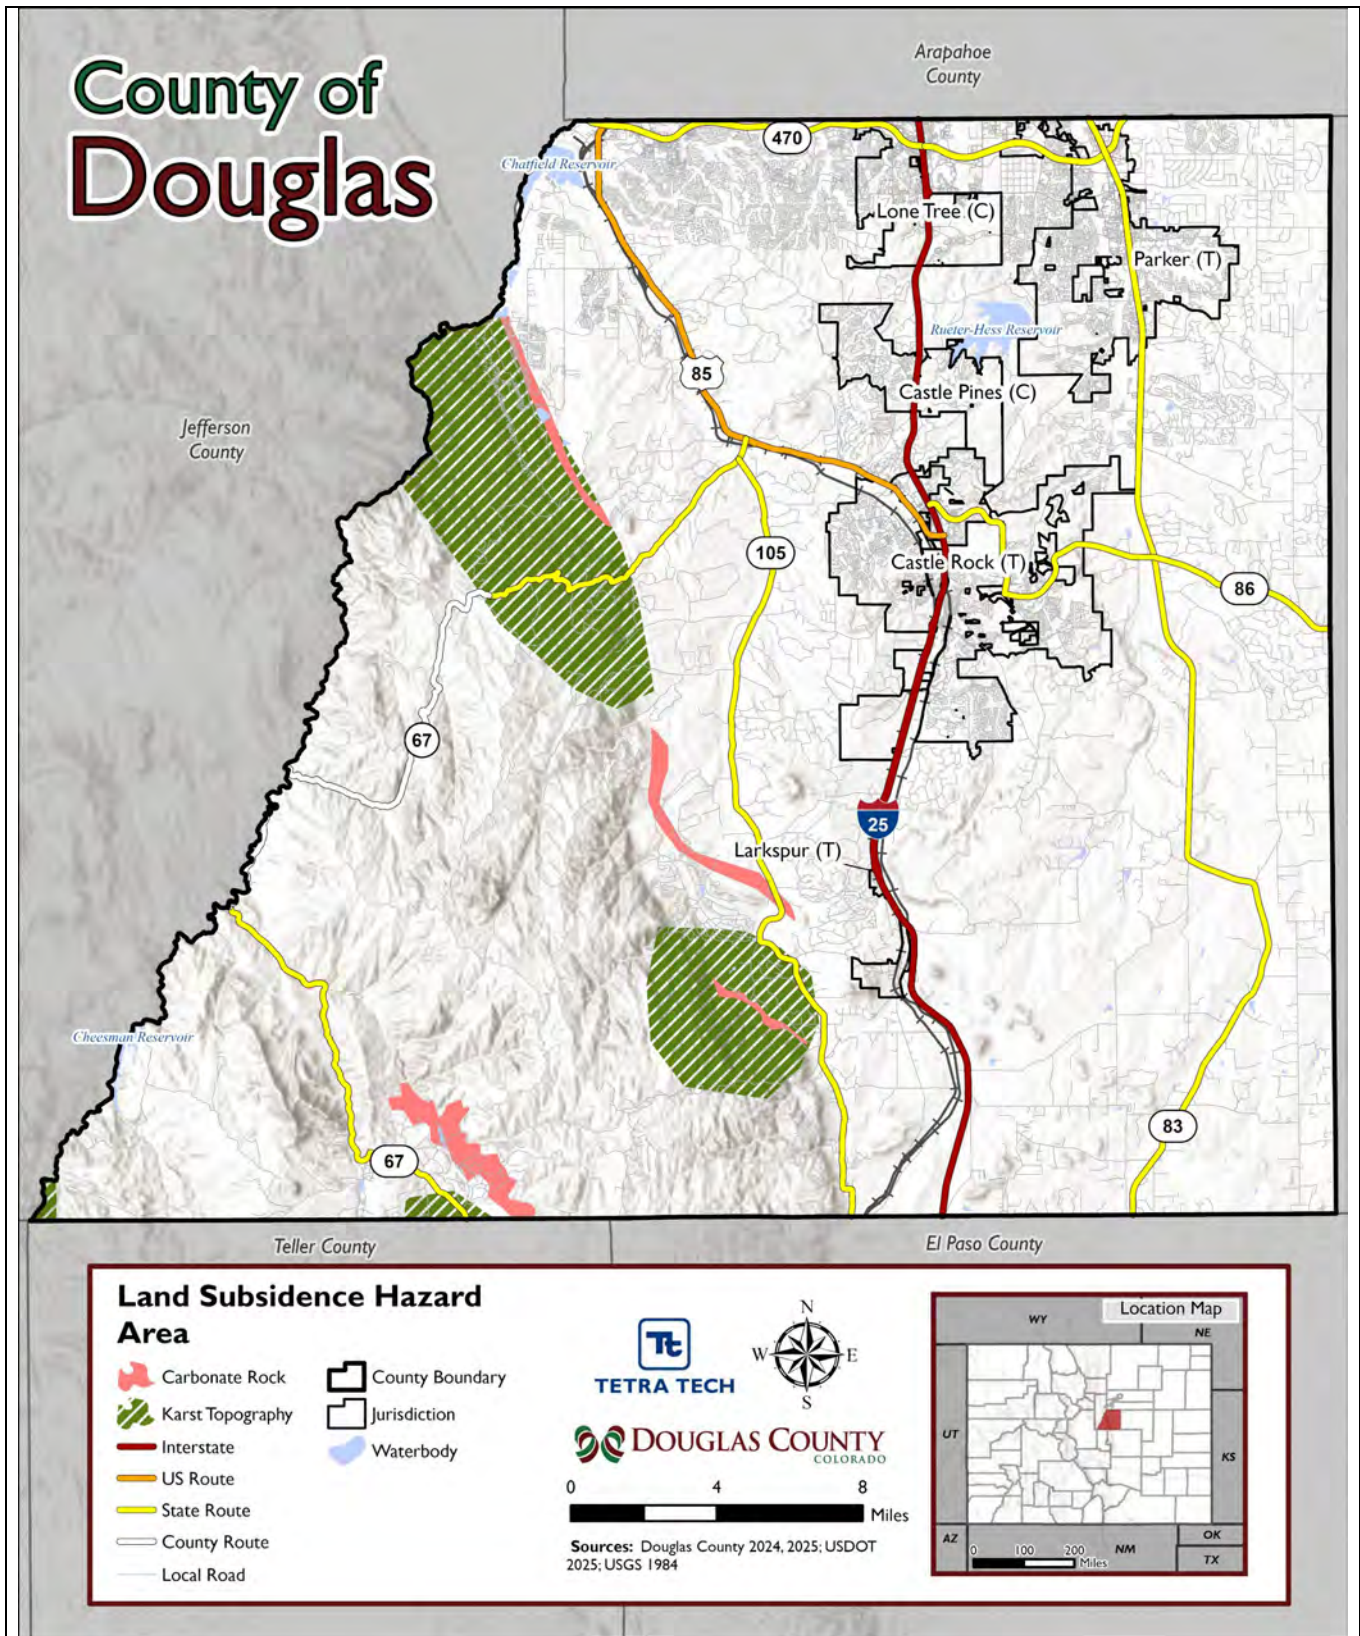 County of
Douglas
Arapahoe
County
470
Chatfield Reservoir
Lone Tree (C)
Parker (T)
Rueter-Hess Reservoir
85
Castle Pines (C)
Jefferson
County
105
Castle Rock (T)
86
67
25
Larkspur (T)
Cheesman Reservoir
83
67
Teller County
El Paso County
Land Subsidence Hazard
Area
Carbonate Rock
Karst Topography
Interstate
US Route
State Route
County Route
Local Road
County Boundary
Jurisdiction
Waterbody
Tt
TETRA TECH
N
W
E
S
DOUGLAS COUNTY
COLORADO
0 4 8
Miles
Sources: Douglas County 2024, 2025; USDOT
2025; USGS 1984
Location Map
WY
NE
UT
KS
AZ
NM
OK
TX
0 100 200
Miles